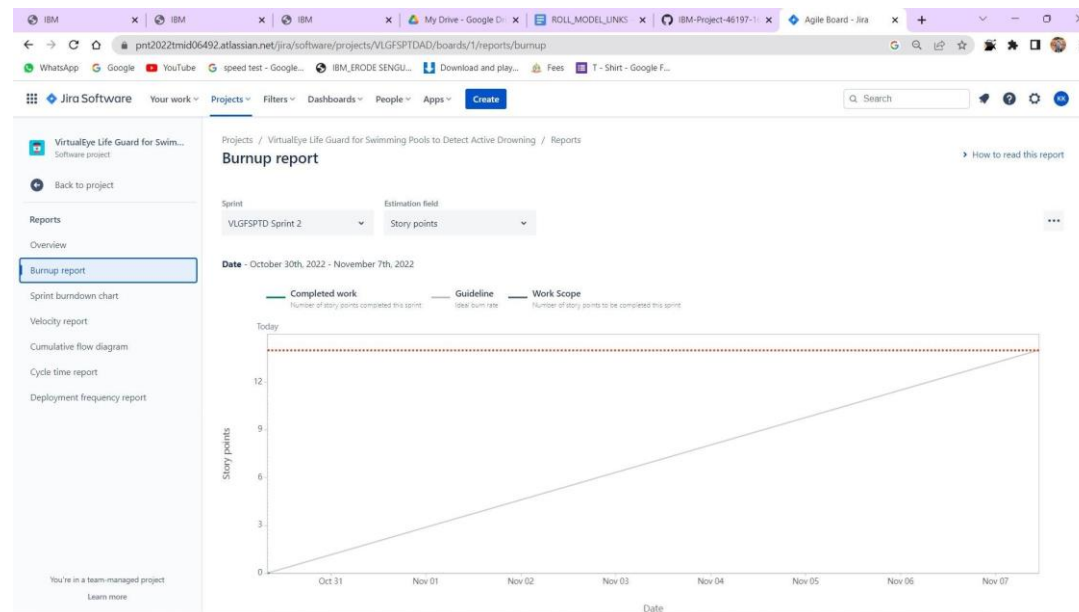 IBM IBM IBM My Drive - Google Dr ROLL_MODEL_LINKS IBM-Project-46197-1 Agile Board - Jira
pnt2022tmid06492.atlassian.net/jira/software/projects/VLGFSPTDAD/boards/1/reports/burnup
WhatsApp Google YouTube speed test - Google... IBM_ERODE SENGU... Download and play... Fees T - Shirt - Google F...
Jira Software Your work Projects Filters Dashboards People Apps Create Search KK
VirtualEye Life Guard for Swim...
Software project
Back to project
Reports
Overview
Burnup report
Sprint burndown chart
Velocity report
Cumulative flow diagram
Cycle time report
Deployment frequency report
You're in a team-managed project
Learn more
Projects / VirtualEye Life Guard for Swimming Pools to Detect Active Drowning / Reports
Burnup report
How to read this report
Sprint Estimation field
VLGFSPTD Sprint 2 Story points
Date - October 30th, 2022 - November 7th, 2022
Completed work Guideline Work Scope
Number of story points completed this sprint Ideal burn rate Number of story points to be completed this sprint
Today
12
9
6
3
0
Story points
Oct 31 Nov 01 Nov 02 Nov 03 Nov 04 Nov 05 Nov 06 Nov 07
Date